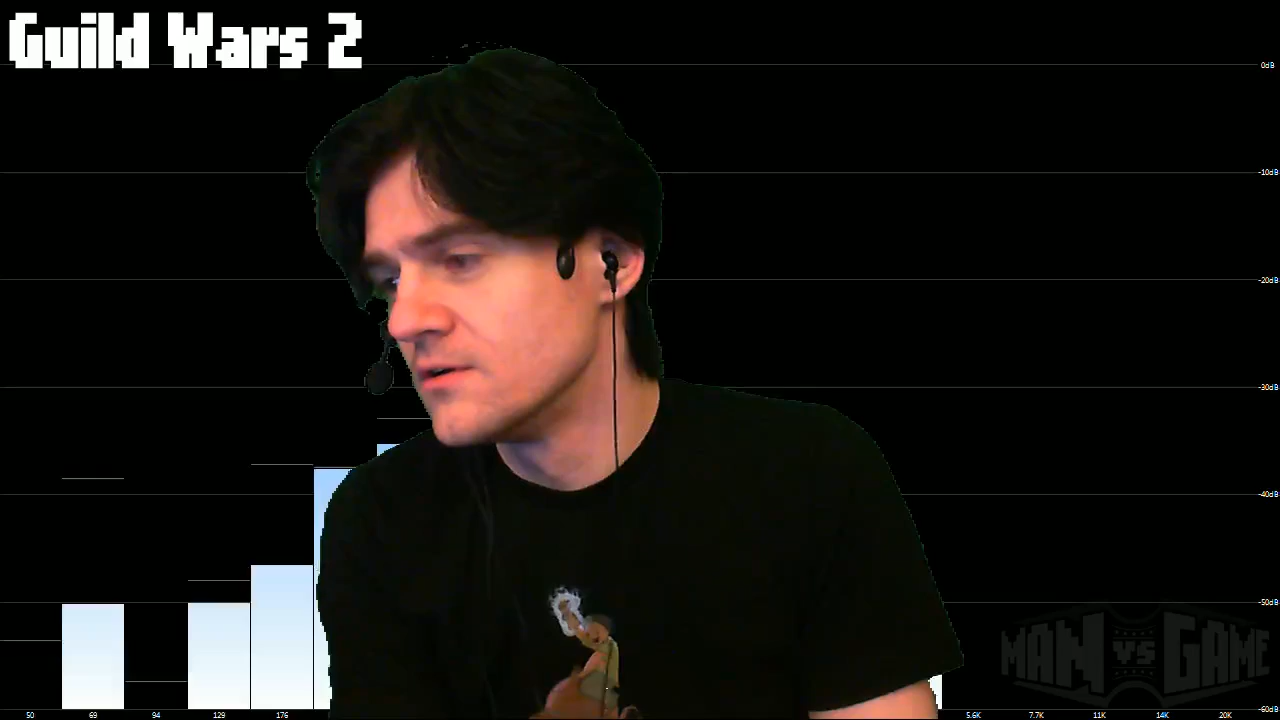 Guild Wars 2
0dB
-10dB
-20dB
-30dB
-40dB
-50dB
MAN VS GAME
-60dB
50 69 94 129 176 5.6K 7.7K 11K 14K 20K